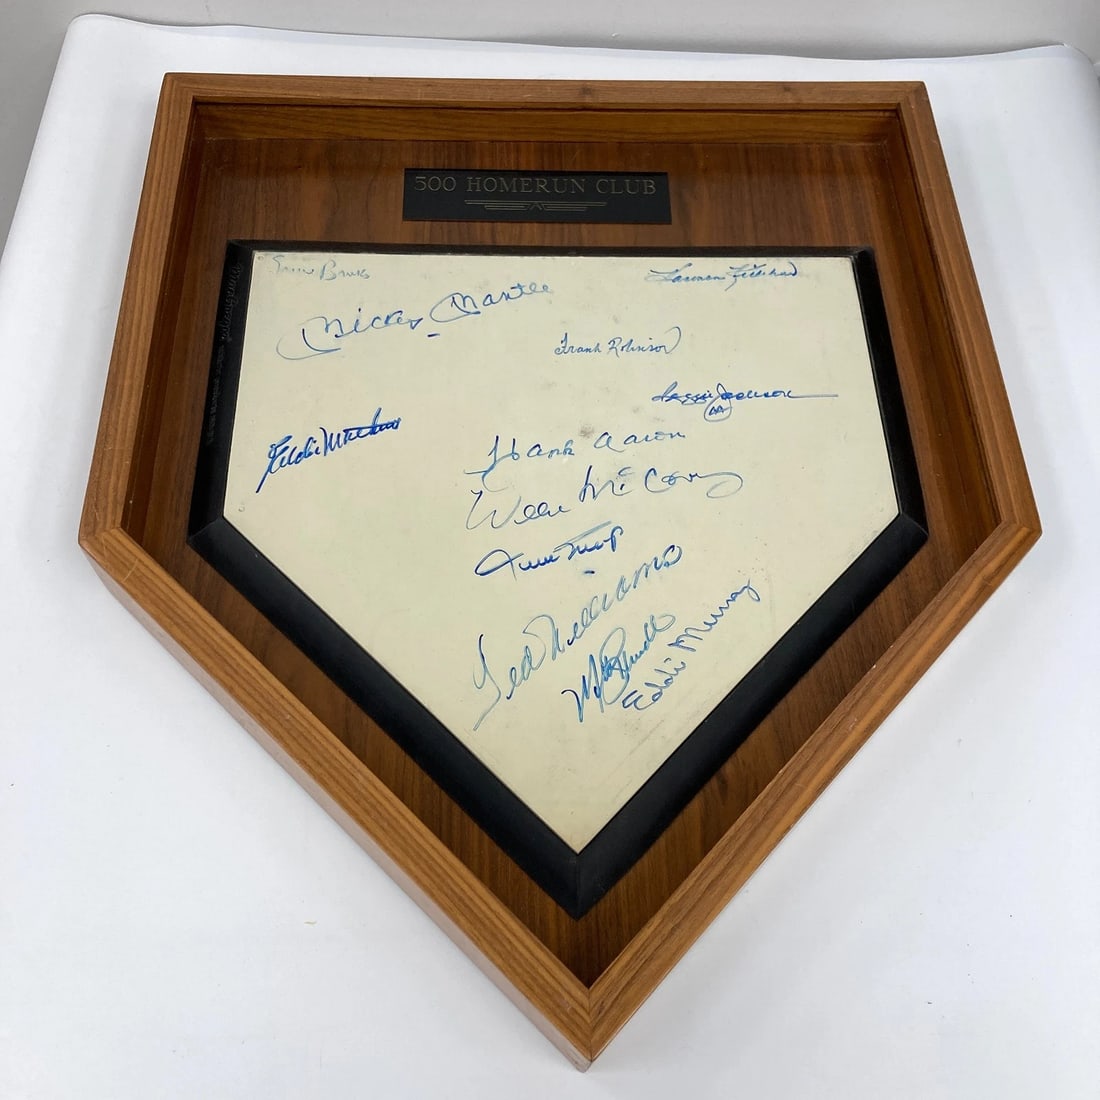 500 HOMERUN CLUB
Ernie Banks
Harmon Killebrew
Mickey Mantle
Frank Robinson
Reggie Jackson
Eddie Mathews
Hank Aaron
Willie McCovey
Willie Mays
Ted Williams
Mike Schmidt
Eddie Murray